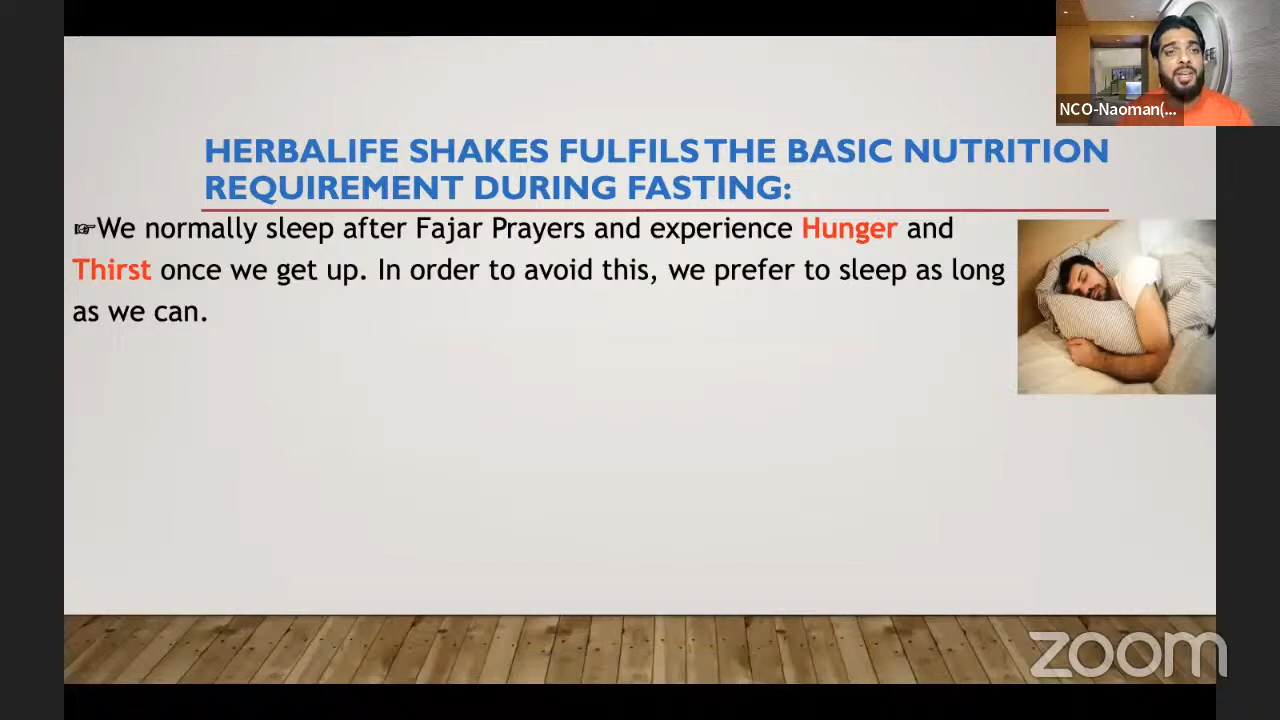 NCO-Naoman(...
HERBALIFE SHAKES FULFILS THE BASIC NUTRITION
REQUIREMENT DURING FASTING:
☞We normally sleep after Fajar Prayers and experience Hunger and
Thirst once we get up. In order to avoid this, we prefer to sleep as long
as we can.
zoom